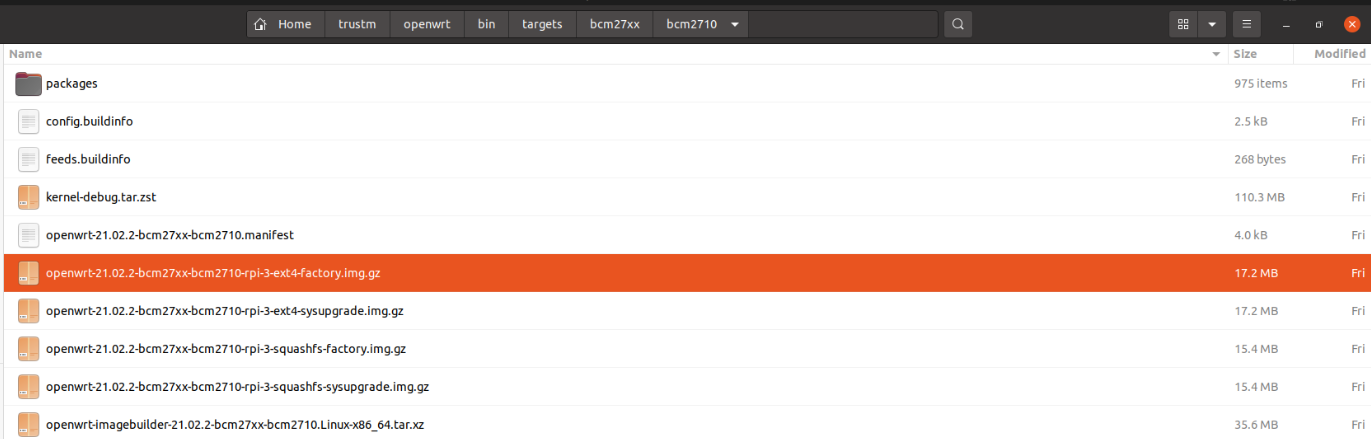 Home trustm openwrt bin targets bcm27xx bcm2710
Name Size Modified
packages 975 items Fri
config.buildinfo 2.5 kB Fri
feeds.buildinfo 268 bytes Fri
kernel-debug.tar.zst 110.3 MB Fri
openwrt-21.02.2-bcm27xx-bcm2710.manifest 4.0 kB Fri
openwrt-21.02.2-bcm27xx-bcm2710-rpi-3-ext4-factory.img.gz 17.2 MB Fri
openwrt-21.02.2-bcm27xx-bcm2710-rpi-3-ext4-sysupgrade.img.gz 17.2 MB Fri
openwrt-21.02.2-bcm27xx-bcm2710-rpi-3-squashfs-factory.img.gz 15.4 MB Fri
openwrt-21.02.2-bcm27xx-bcm2710-rpi-3-squashfs-sysupgrade.img.gz 15.4 MB Fri
openwrt-imagebuilder-21.02.2-bcm27xx-bcm2710.Linux-x86_64.tar.xz 35.6 MB Fri